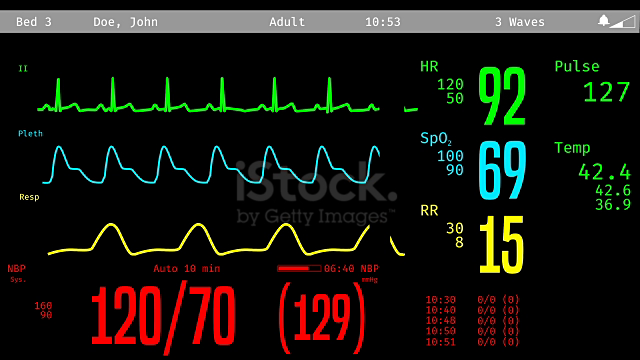 Bed 3 Doe, John Adult 10:53 3 Waves
II
HR
120
50
92
Pulse
127
Pleth
SpO2
100
90
69
Temp
42.4
42.6
36.9
iStock.
by Getty Images™
Resp
RR
30
8
15
NBP
Sys.
Auto 10 min
06:40 NBP
mmHg
160
90
120/70 (129)
10:30 0/0 (0)
10:40 0/0 (0)
10:48 0/0 (0)
10:50 0/0 (0)
10:51 0/0 (0)